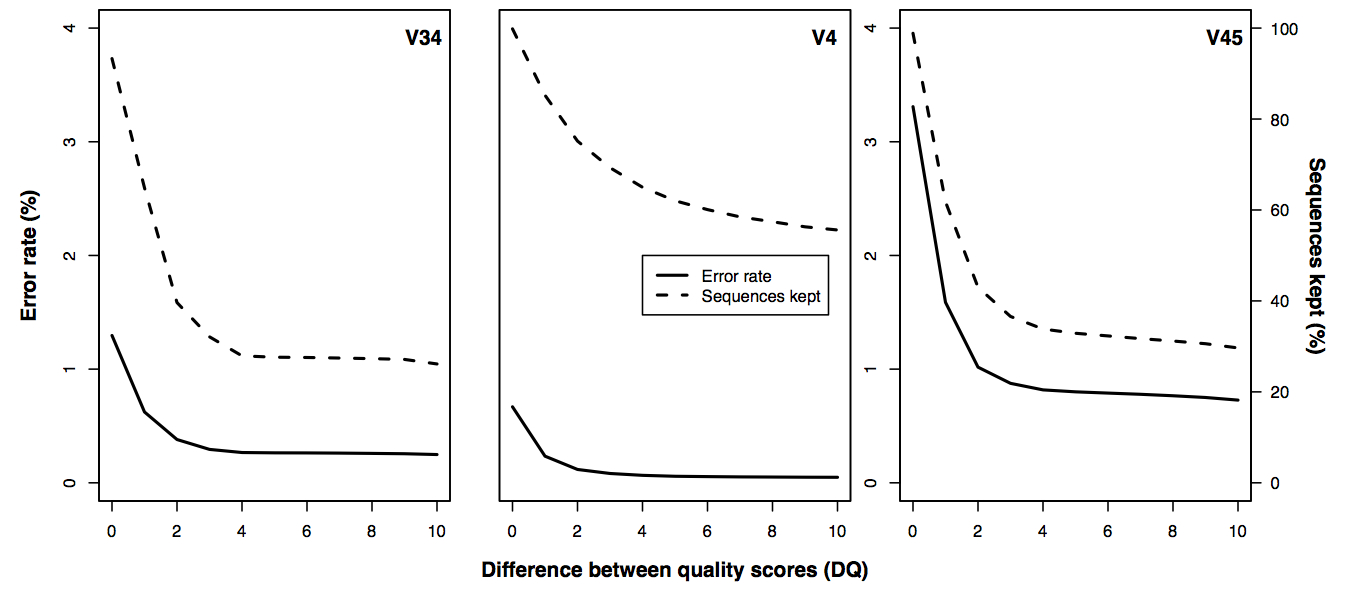 V34
V4
V45
Error rate (%)
4
3
2
1
0
4
3
2
1
0
100
80
60
40
20
0
Sequences kept (%)
Error rate
Sequences kept
0 2 4 6 8 10
0 2 4 6 8 10
0 2 4 6 8 10
Difference between quality scores (DQ)